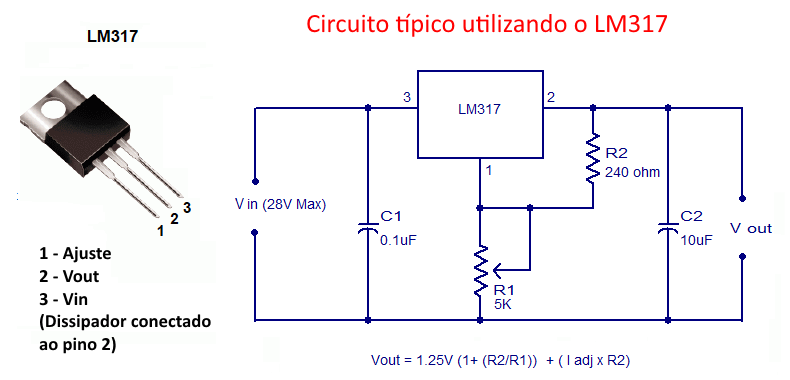 Circuito típico utilizando o LM317
LM317
3
2
1
1 - Ajuste
2 - Vout
3 - Vin
(Dissipador conectado
ao pino 2)
3
LM317
2
1
R2
240 ohm
V in (28V Max)
C1
0.1uF
R1
5K
C2
10uF
V out
Vout = 1.25V (1+ (R2/R1)) + ( I adj x R2)